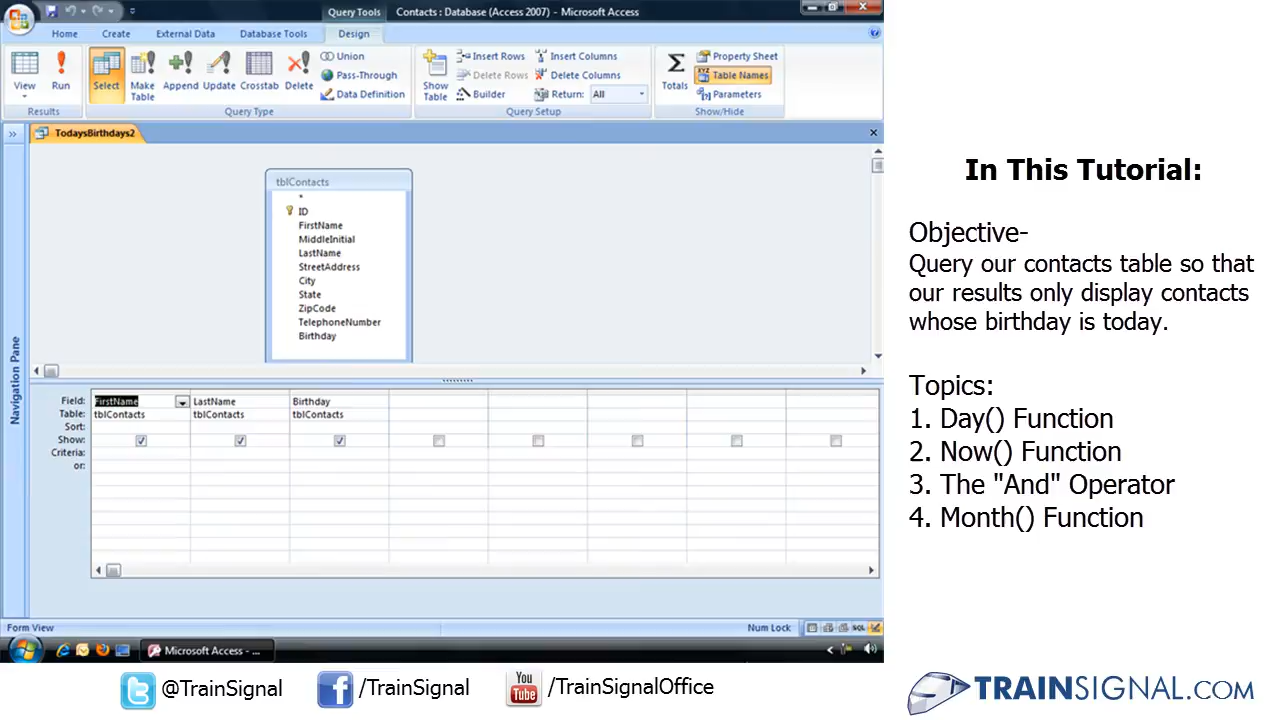 Query Tools
Contacts : Database (Access 2007) - Microsoft Access
Home Create External Data Database Tools Design
View Run Select Make Table Append Update Crosstab Delete
Union
Pass-Through
Data Definition
Show Table
Insert Rows
Delete Rows
Builder
Insert Columns
Delete Columns
Return: All
Totals
Property Sheet
Table Names
Parameters
Results Query Type Query Setup Show/Hide
TodaysBirthdays2
Navigation Pane
tblContacts
*
ID
FirstName
MiddleInitial
LastName
StreetAddress
City
State
ZipCode
TelephoneNumber
Birthday
Field: FirstName LastName Birthday
Table: tblContacts tblContacts tblContacts
Sort:
Show:
Criteria:
or:
Form View Num Lock SQL
Microsoft Access - ...
In This Tutorial:
Objective-
Query our contacts table so that
our results only display contacts
whose birthday is today.
Topics:
1. Day() Function
2. Now() Function
3. The "And" Operator
4. Month() Function
@TrainSignal /TrainSignal You Tube /TrainSignalOffice
TRAINSIGNAL.COM